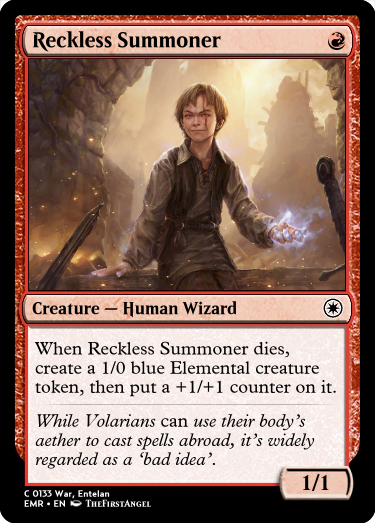 Reckless Summoner
Creature — Human Wizard
When Reckless Summoner dies,
create a 1/0 blue Elemental creature
token, then put a +1/+1 counter on it.
While Volarians can use their body's
aether to cast spells abroad, it's widely
regarded as a 'bad idea'.
1/1
C 0133 War, Entelan
EMR • EN TheFirstAngel